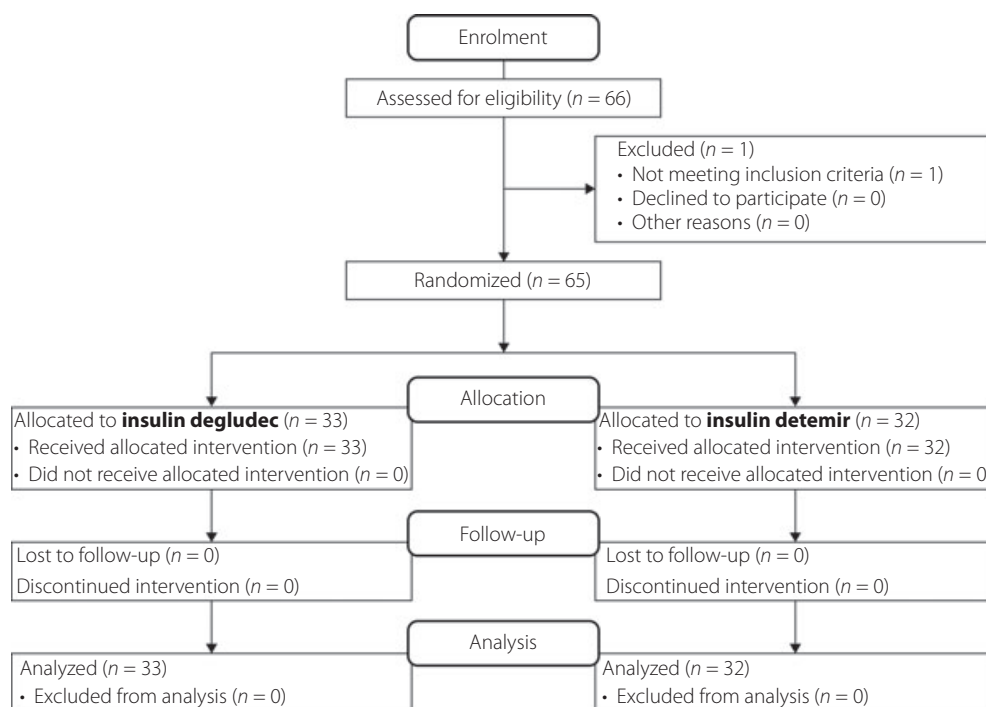 Enrolment
Assessed for eligibility (n = 66)
Excluded (n = 1)
• Not meeting inclusion criteria (n = 1)
• Declined to participate (n = 0)
• Other reasons (n = 0)
Randomized (n = 65)
Allocation
Allocated to insulin degludec (n = 33)
• Received allocated intervention (n = 33)
• Did not receive allocated intervention (n = 0)
Allocated to insulin detemir (n = 32)
• Received allocated intervention (n = 32)
• Did not receive allocated intervention (n = 0
Follow-up
Lost to follow-up (n = 0)
Discontinued intervention (n = 0)
Lost to follow-up (n = 0)
Discontinued intervention (n = 0)
Analysis
Analyzed (n = 33)
• Excluded from analysis (n = 0)
Analyzed (n = 32)
• Excluded from analysis (n = 0)